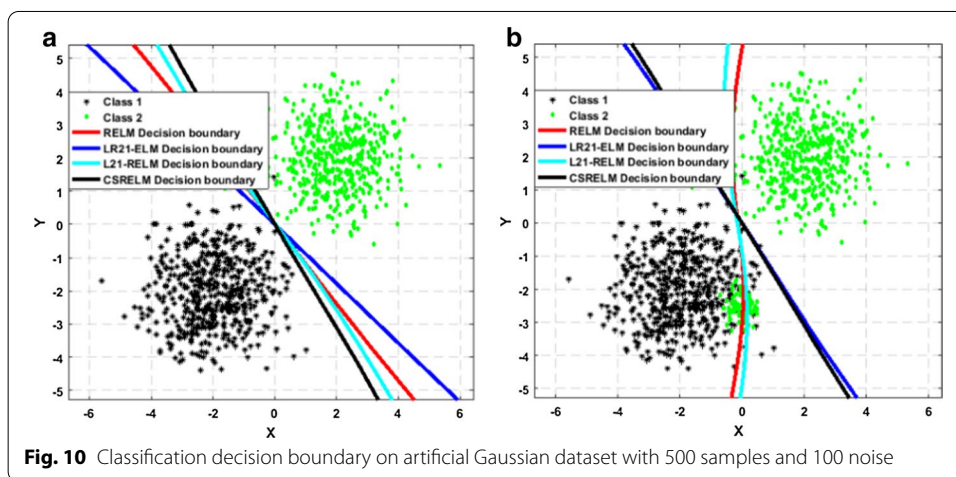 a
5
4
3
2
1
0
-1
-2
-3
-4
-5
Y
Class 1
Class 2
RELM Decision boundary
LR21-ELM Decision boundary
L21-RELM Decision boundary
CSRELM Decision boundary
-6 -4 -2 0 2 4 6
X
b
5
4
3
2
1
0
-1
-2
-3
-4
-5
Y
Class 1
Class 2
RELM Decision boundary
LR21-ELM Decision boundary
L21-RELM Decision boundary
CSRELM Decision boundary
-6 -4 -2 0 2 4 6
X
Fig. 10 Classification decision boundary on artificial Gaussian dataset with 500 samples and 100 noise